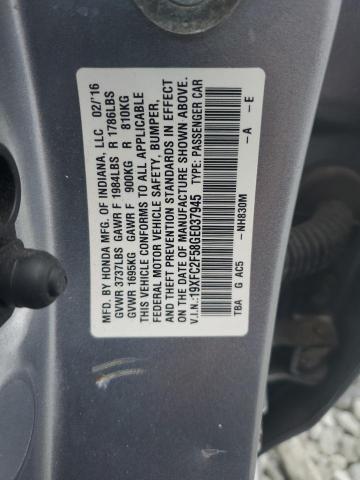 MFD. BY HONDA MFG. OF INDIANA, LLC 02/'16
GVWR 3737LBS GAWR F 1984LBS R 1786LBS
GVWR 1695KG GAWR F 900KG R 810KG
THIS VEHICLE CONFORMS TO ALL APPLICABLE
FEDERAL MOTOR VEHICLE SAFETY, BUMPER,
AND THEFT PREVENTION STANDARDS IN EFFECT
ON THE DATE OF MANUFACTURE SHOWN ABOVE.
V.I.N.:19XFC2F58GE037945 TYPE: PASSENGER CAR
TBA G AC5 -NH830M -A -E